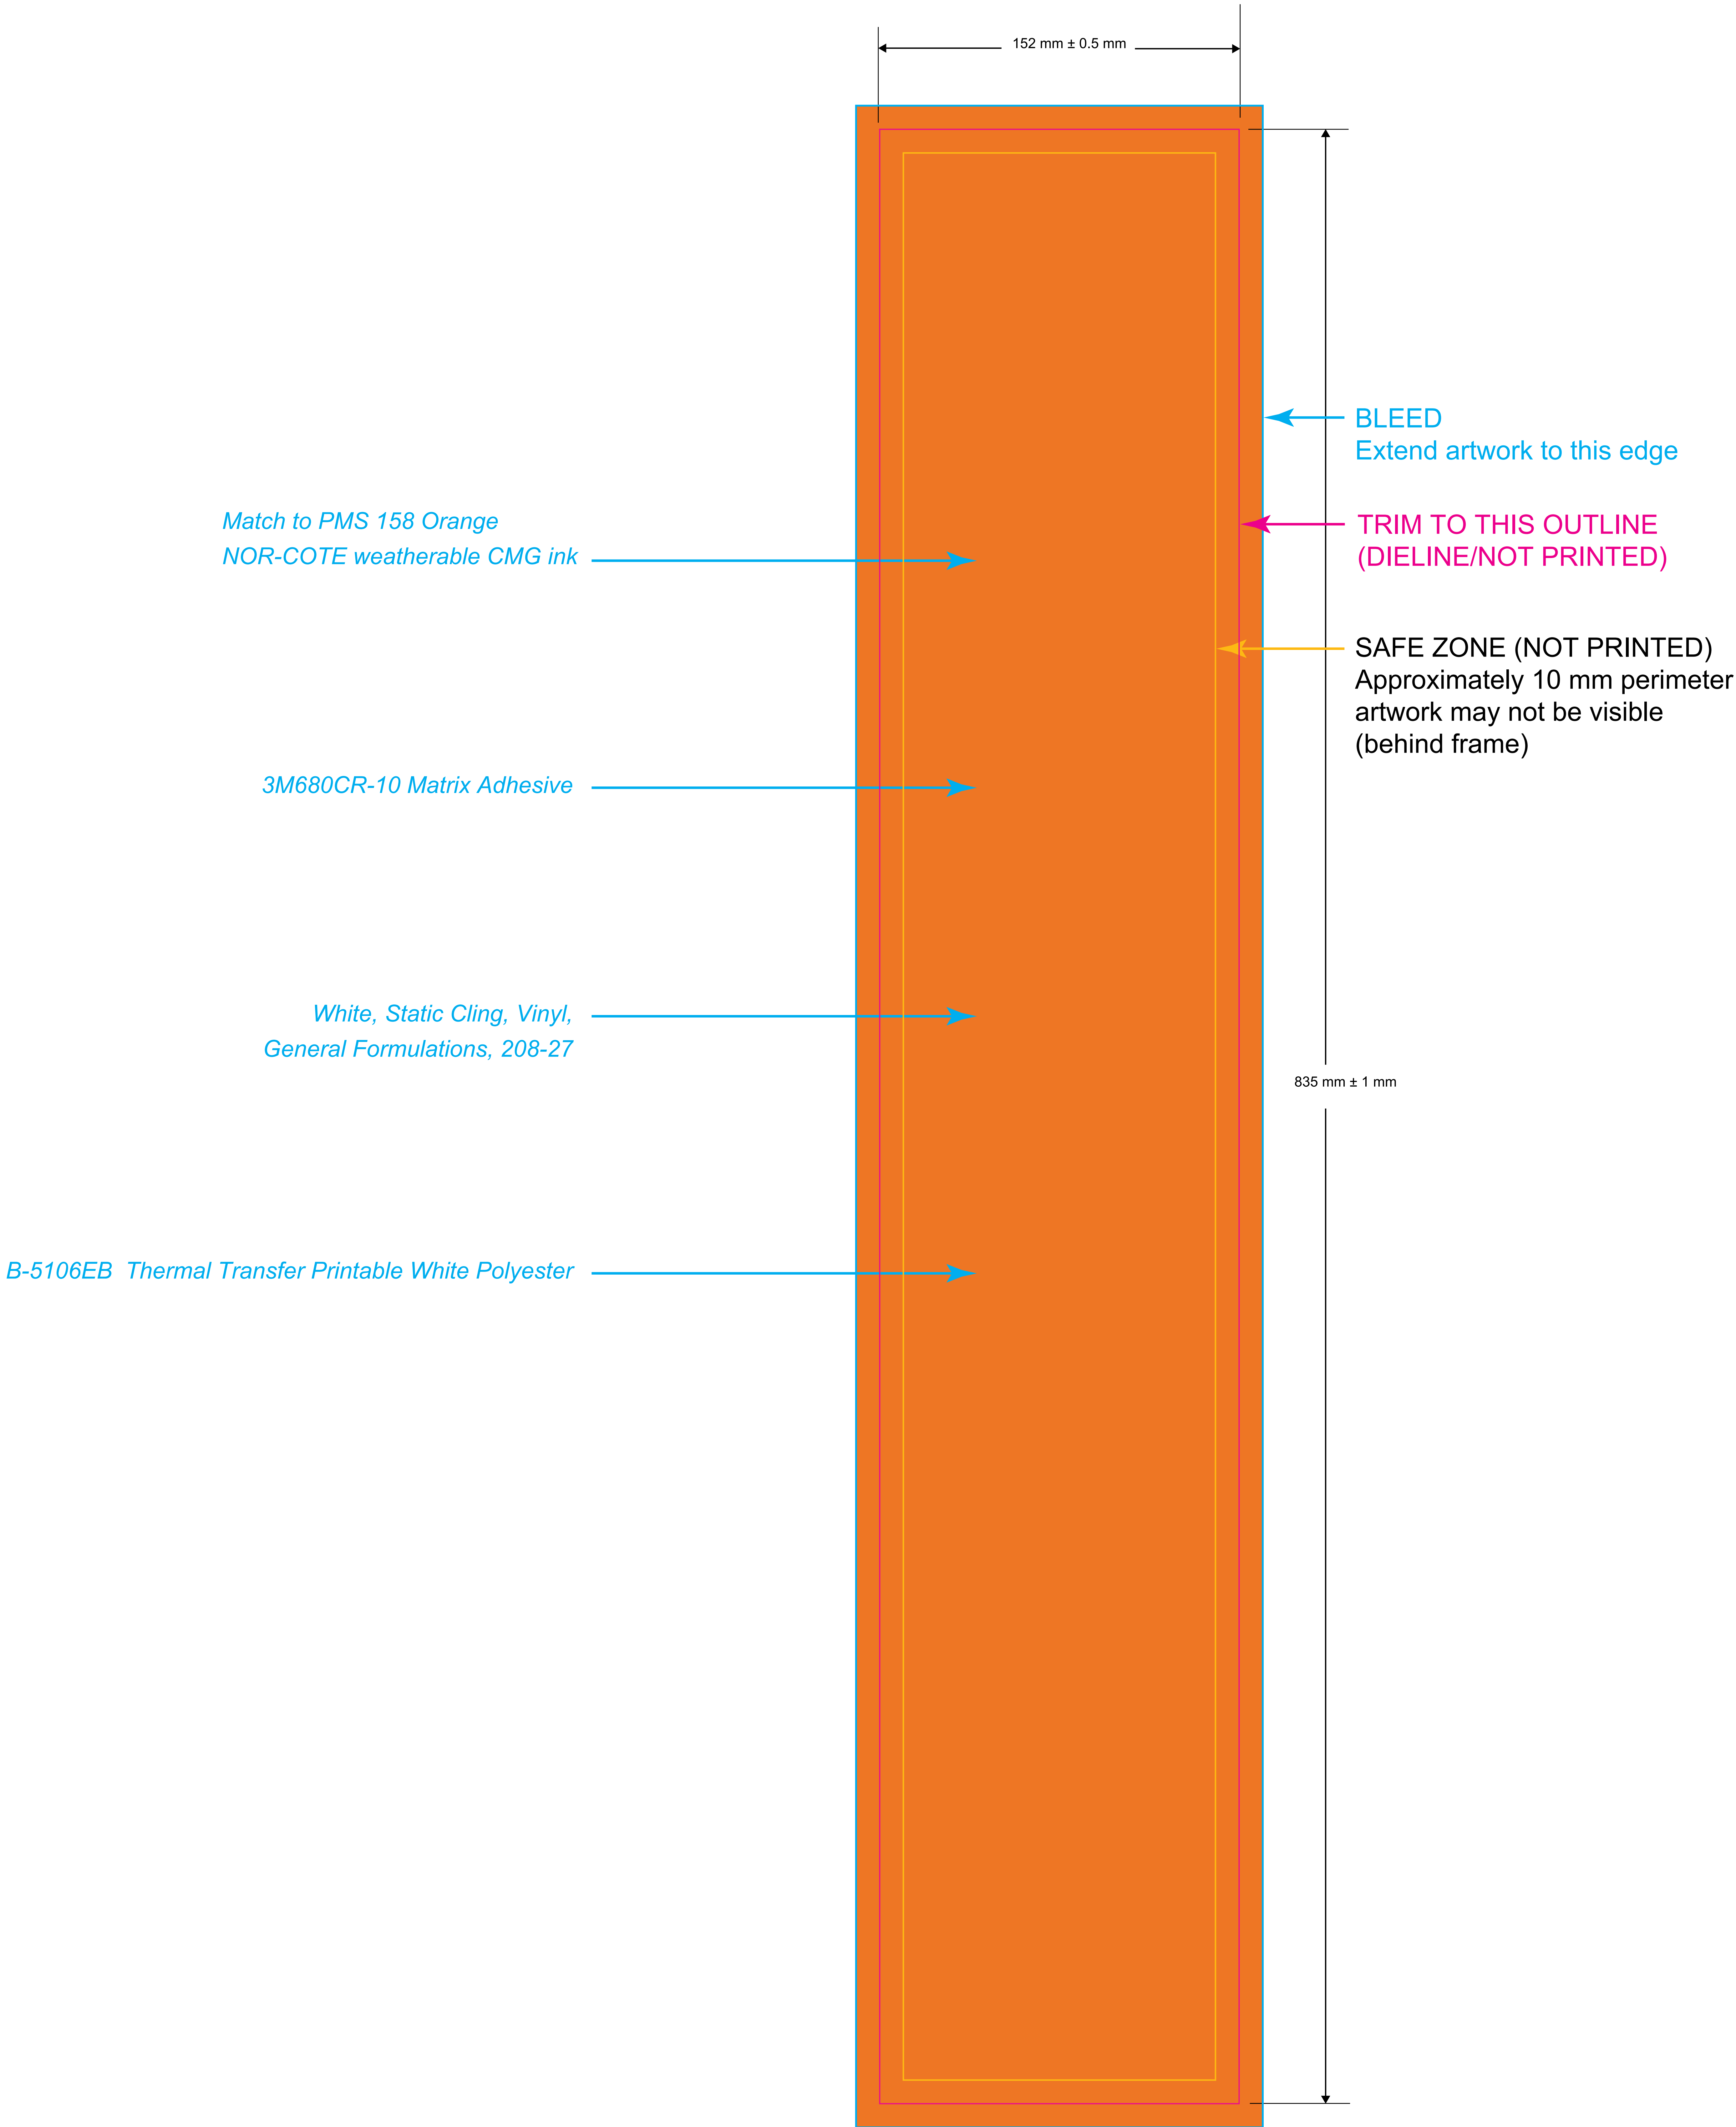 152 mm ± 0.5 mm
BLEED
Extend artwork to this edge
Match to PMS 158 Orange
NOR-COTE weatherable CMG ink
TRIM TO THIS OUTLINE
(DIELINE/NOT PRINTED)
SAFE ZONE (NOT PRINTED)
Approximately 10 mm perimeter
artwork may not be visible
(behind frame)
3M680CR-10 Matrix Adhesive
White, Static Cling, Vinyl,
General Formulations, 208-27
835 mm ± 1 mm
B-5106EB  Thermal Transfer Printable White Polyester